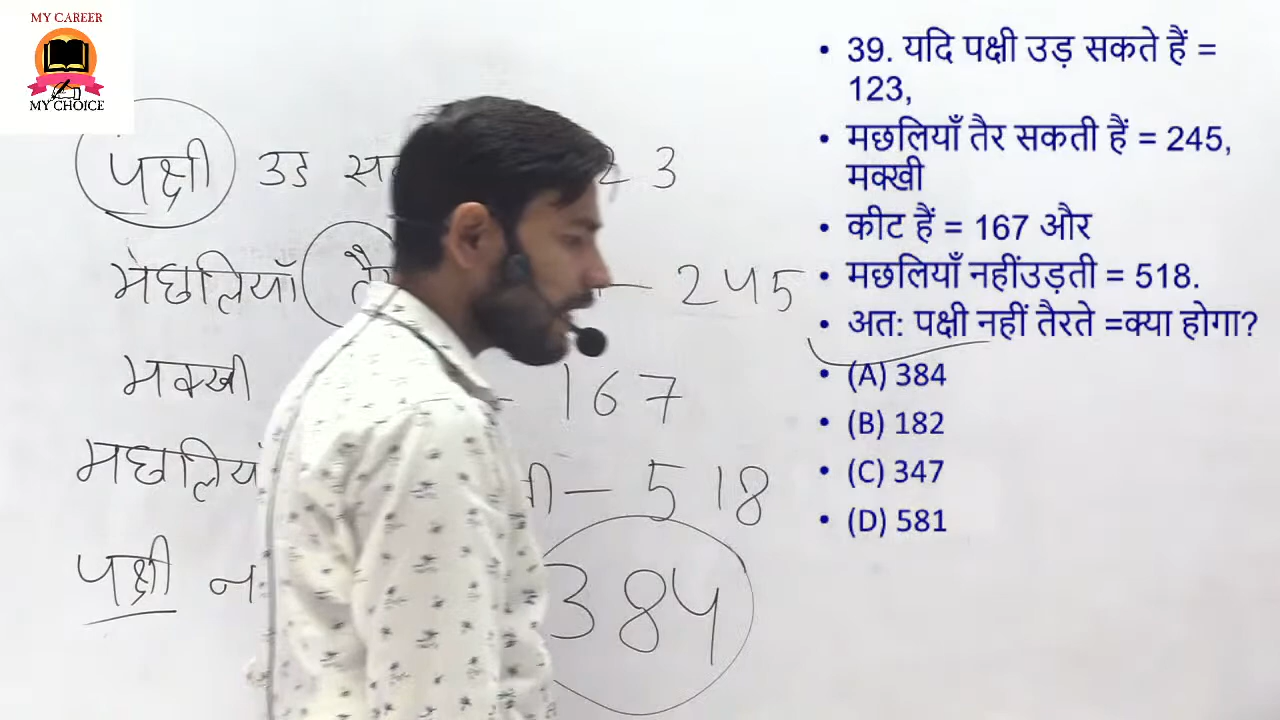 MY CAREER
MY CHOICE
पक्षी उड 2 3
मछलियाँ – 245
मक्खी – 167
मछलियां – 518
पक्षी न 384
• 39. यदि पक्षी उड़ सकते हैं =
123,
• मछलियाँ तैर सकती हैं = 245,
मक्खी
• कीट हैं = 167 और
• मछलियाँ नहींउड़ती = 518.
• अत: पक्षी नहीं तैरते =क्या होगा?
• (A) 384
• (B) 182
• (C) 347
• (D) 581